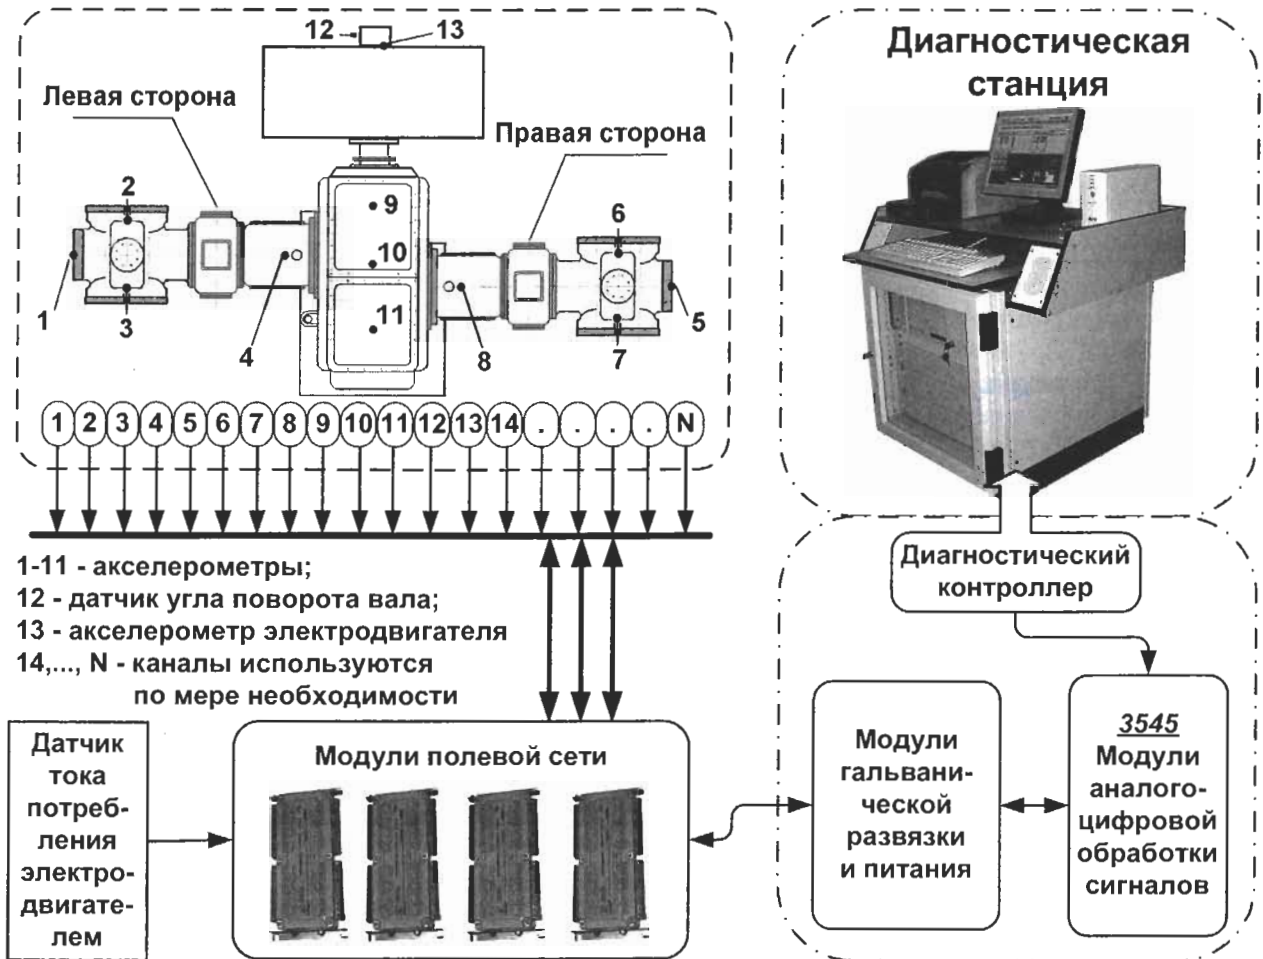 12
13
Диагностическая
станция
Левая сторона
Правая сторона
2
9
6
10
1
3
4
11
8
7
5
1 2 3 4 5 6 7 8 9 10 11 12 13 14 . . . . N
1-11 - акселерометры;
12 - датчик угла поворота вала;
13 - акселерометр электродвигателя
14,..., N - каналы используются
по мере необходимости
Диагностический
контроллер
Датчик
тока
потреб-
ления
электро-
двигате-
лем
Модули полевой сети
Модули
гальвани-
ческой
развязки
и питания
3545
Модули
аналого-
цифровой
обработки
сигналов